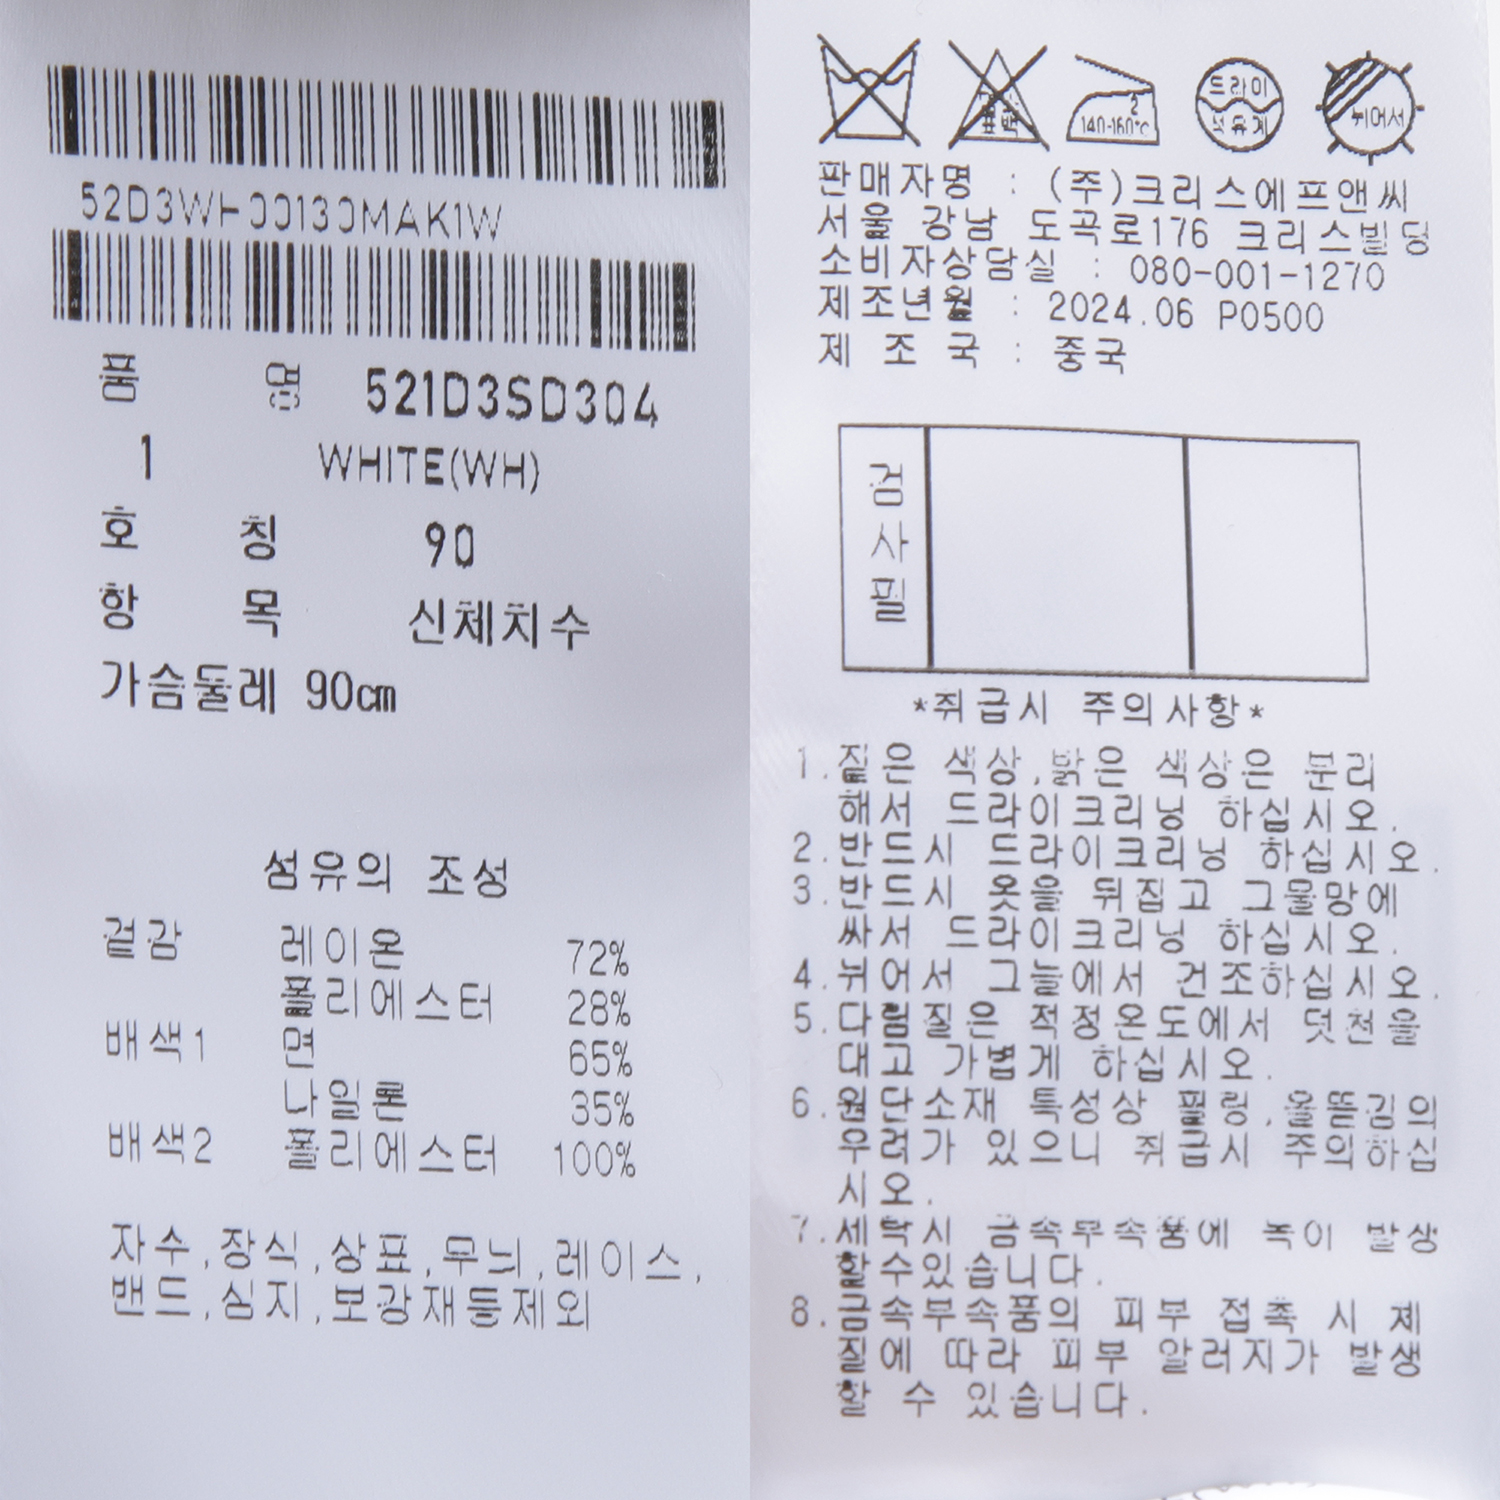 52D3WH00130MAK1W
품 명 521D3SD304
1 WHITE(WH)
호 칭 90
항 목 신체치수
가슴둘레 90cm
섬유의 조성
겉감 레이온 72%
폴리에스터 28%
배색1 면 65%
나일론 35%
배색2 폴리에스터 100%
자수,장식,상표,무늬,레이스,
밴드,심지,보강재등제외
표백
2
140-160℃
드라이
석유계
뉘어서
판매자명 : (주)크리스에프앤씨
서울 강남 도곡로176 크리스빌딩
소비자상담실 : 080-001-1270
제조년월 : 2024.06 P0500
제 조 국 : 중국
검
사
필
*취급시 주의사항*
1.짙은 색상,밝은 색상은 분리
해서 드라이크리닝 하십시오.
2.반드시 드라이크리닝 하십시오.
3.반드시 옷을 뒤집고 그물망에
싸서 드라이크리닝 하십시오.
4.뉘어서 그늘에서 건조하십시오.
5.다림질은 적정온도에서 덧천을
대고 가볍게 하십시오.
6.원단소재 특성상 필링,올뜯김의
우려가 있으니 취급시 주의하십
시오.
7.세탁시 금속부속품에 녹이 발생
할수있습니다.
8.금속부속품의 피부 접촉 시 체
질에 따라 피부 알러지가 발생
할 수 있습니다.